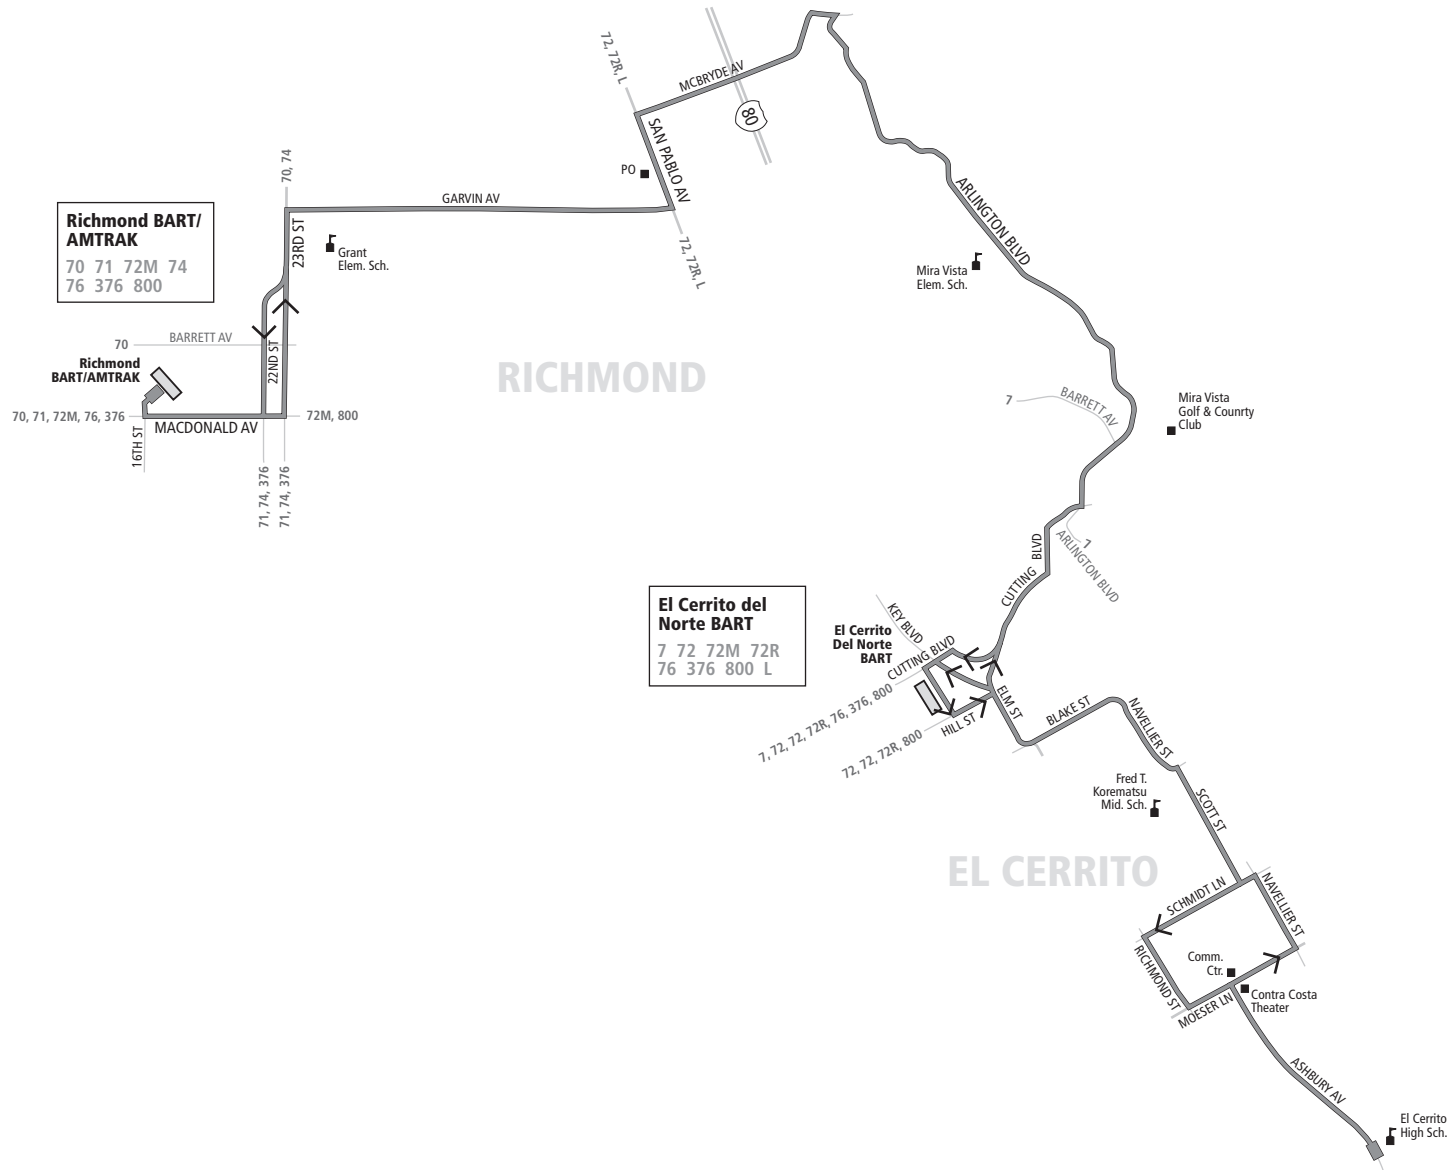 72, 72R, L
MCBRYDE AV
80
SAN PABLO AV
PO
70, 74
GARVIN AV
Richmond BART/
AMTRAK
70 71 72M 74
76 376 800
23RD ST
Grant
Elem. Sch.
72, 72R, L
ARLINGTON BLVD
Mira Vista
Elem. Sch.
BARRETT AV
70
22ND ST
Richmond
BART/AMTRAK
RICHMOND
7
BARRETT AV
Mira Vista
Golf & Counrty
Club
70, 71, 72M, 76, 376
MACDONALD AV
72M, 800
16TH ST
71, 74, 376
71, 74, 376
CUTTING BLVD
7
ARLINGTON BLVD
El Cerrito del
Norte BART
7 72 72M 72R
76 376 800 L
KEY BLVD
El Cerrito
Del Norte
BART
CUTTING BLVD
7, 72, 72, 72R, 76, 376, 800
72, 72, 72R, 800
HILL ST
ELM ST
BLAKE ST
NAVELLIER ST
Fred T.
Korematsu
Mid. Sch.
SCOTT ST
EL CERRITO
SCHMIDT LN
NAVELLIER ST
RICHMOND ST
Comm.
Ctr.
MOESER LN
Contra Costa
Theater
ASHBURY AV
El Cerrito
High Sch.